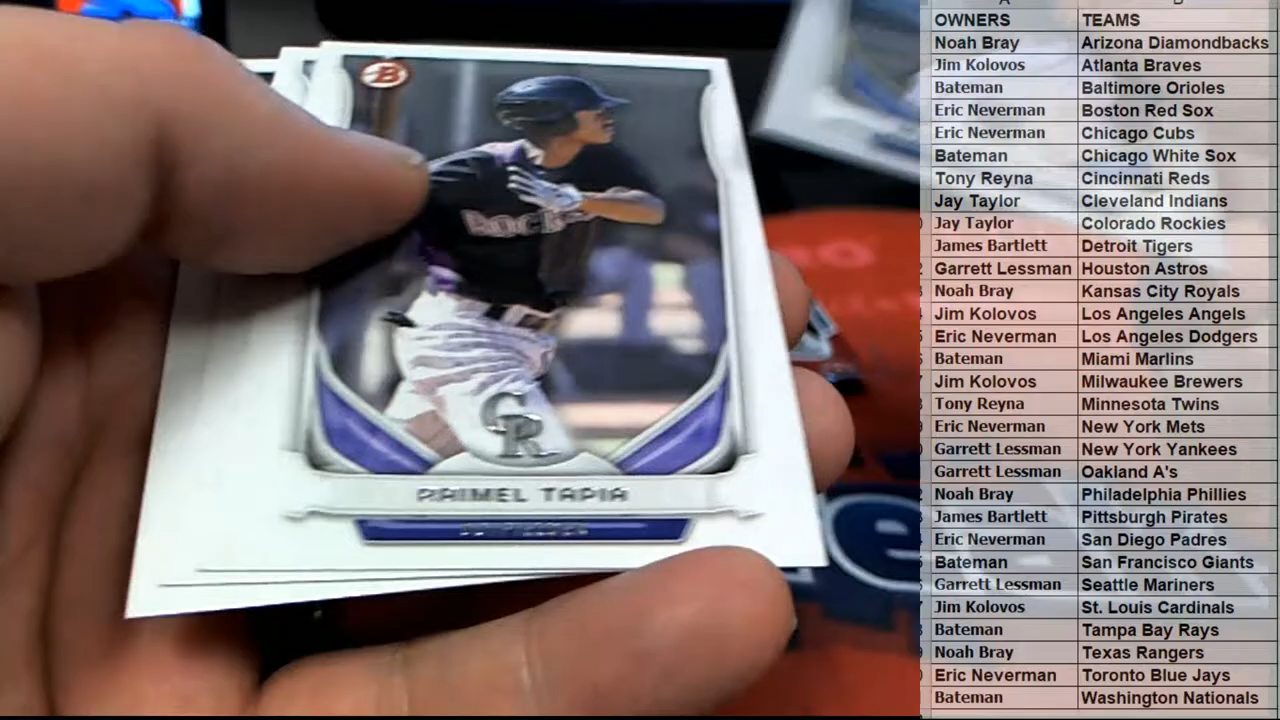 B
ROCKIES
CR
RAIMEL TAPIA
OUTFIELDER
e
OWNERS TEAMS
Noah Bray Arizona Diamondbacks
Jim Kolovos Atlanta Braves
Bateman Baltimore Orioles
Eric Neverman Boston Red Sox
Eric Neverman Chicago Cubs
Bateman Chicago White Sox
Tony Reyna Cincinnati Reds
Jay Taylor Cleveland Indians
Jay Taylor Colorado Rockies
James Bartlett Detroit Tigers
Garrett Lessman Houston Astros
Noah Bray Kansas City Royals
Jim Kolovos Los Angeles Angels
Eric Neverman Los Angeles Dodgers
Bateman Miami Marlins
Jim Kolovos Milwaukee Brewers
Tony Reyna Minnesota Twins
Eric Neverman New York Mets
Garrett Lessman New York Yankees
Garrett Lessman Oakland A's
Noah Bray Philadelphia Phillies
James Bartlett Pittsburgh Pirates
Eric Neverman San Diego Padres
Bateman San Francisco Giants
Garrett Lessman Seattle Mariners
Jim Kolovos St. Louis Cardinals
Bateman Tampa Bay Rays
Noah Bray Texas Rangers
Eric Neverman Toronto Blue Jays
Bateman Washington Nationals